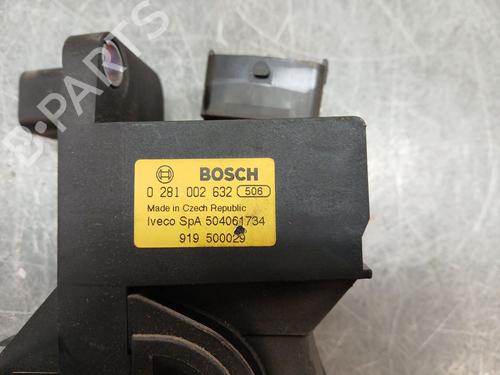 B-PARTS
BOSCH
0 281 002 632 506
Made in Czech Republic
Iveco SpA 504061734
919 500029